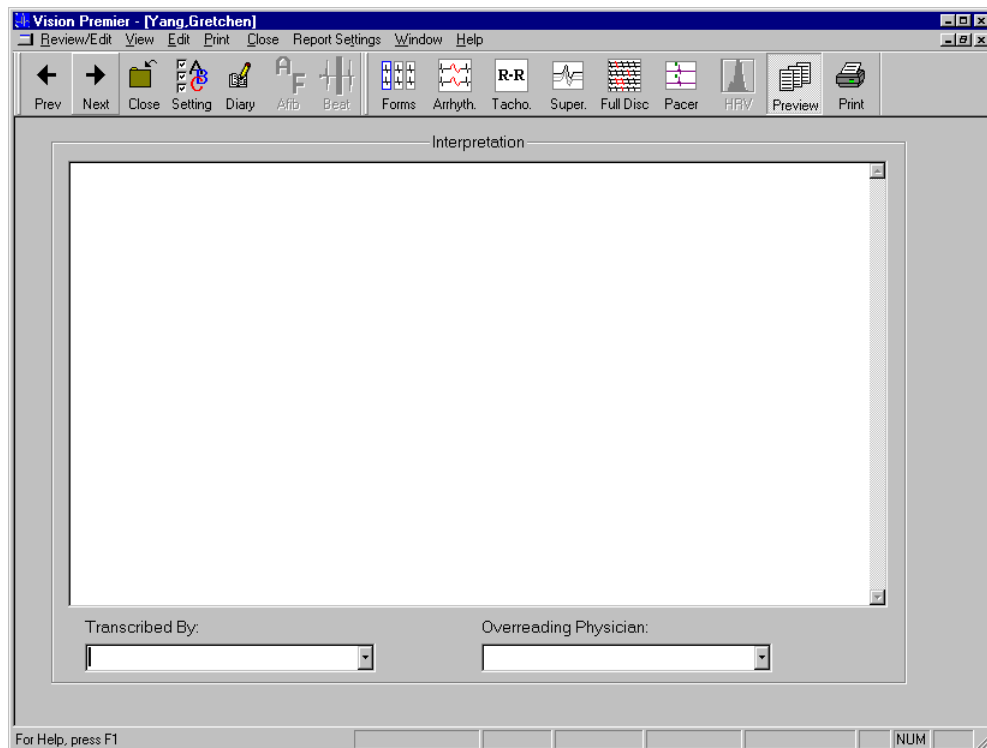 Vision Premier - [Yang,Gretchen]
Review/Edit View Edit Print Close Report Settings Window Help
A B C A F R-R
Prev Next Close Setting Diary Afib Beat Forms Arrhyth. Tacho. Super. Full Disc Pacer HRV Preview Print
Interpretation
Transcribed By: Overreading Physician:
For Help, press F1 NUM